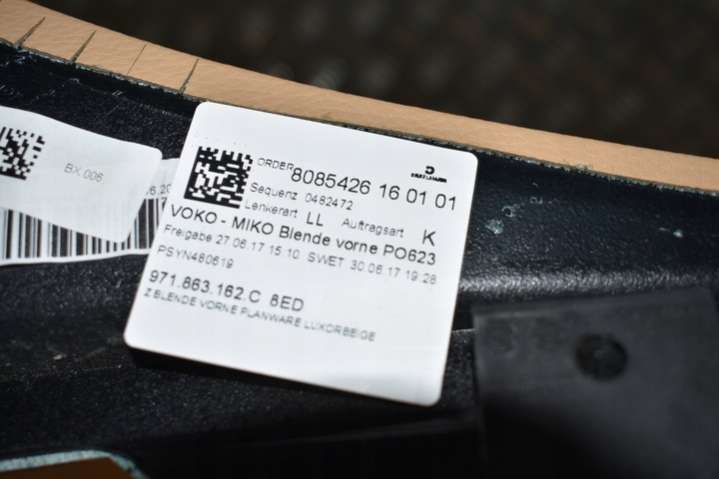 BX 006
ORDER 8085426 16 01 01
Sequenz 0482472
Lenkerart LL Auftragsart K
VOKO - MIKO Blende vorne PO623
Freigabe 27.06.17 15:10 SWET 30.06.17 19:28
PSYN480619
971.863.162.C 8ED
Z BLENDE VORNE PLANWARE LUXORBEIGE